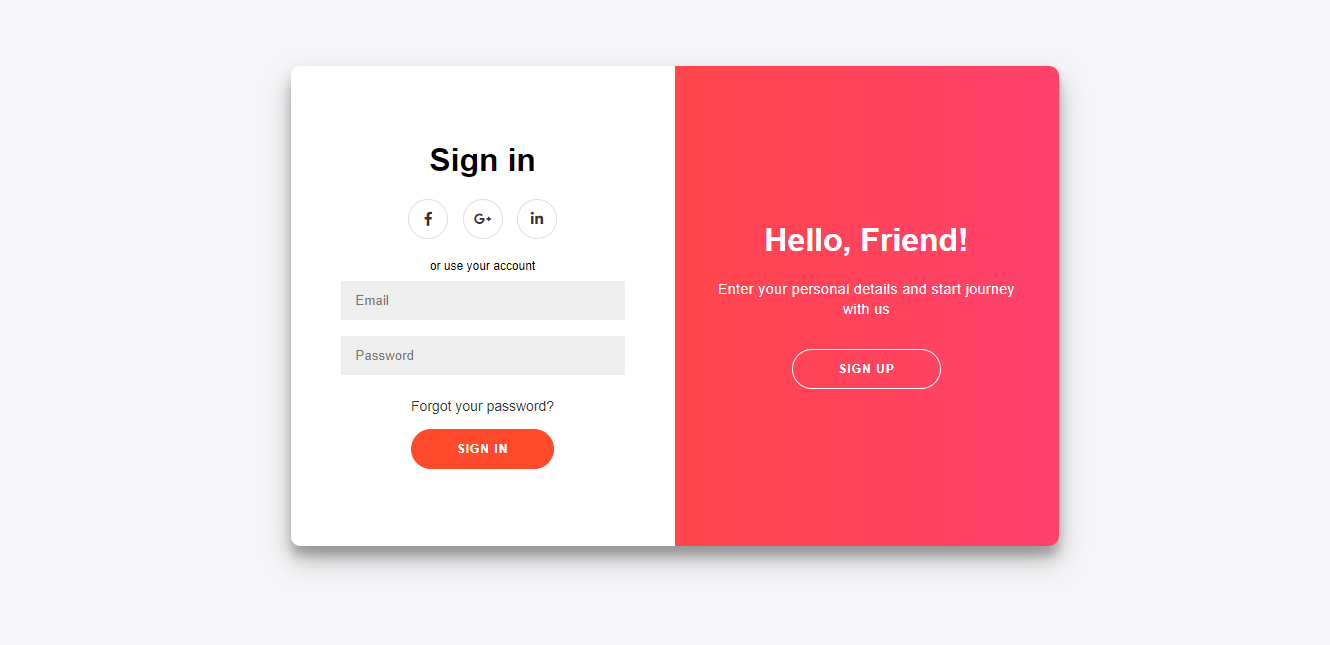 Sign in
f
G+
in
or use your account
Email
Password
Forgot your password?
SIGN IN
Hello, Friend!
Enter your personal details and start journey
with us
SIGN UP